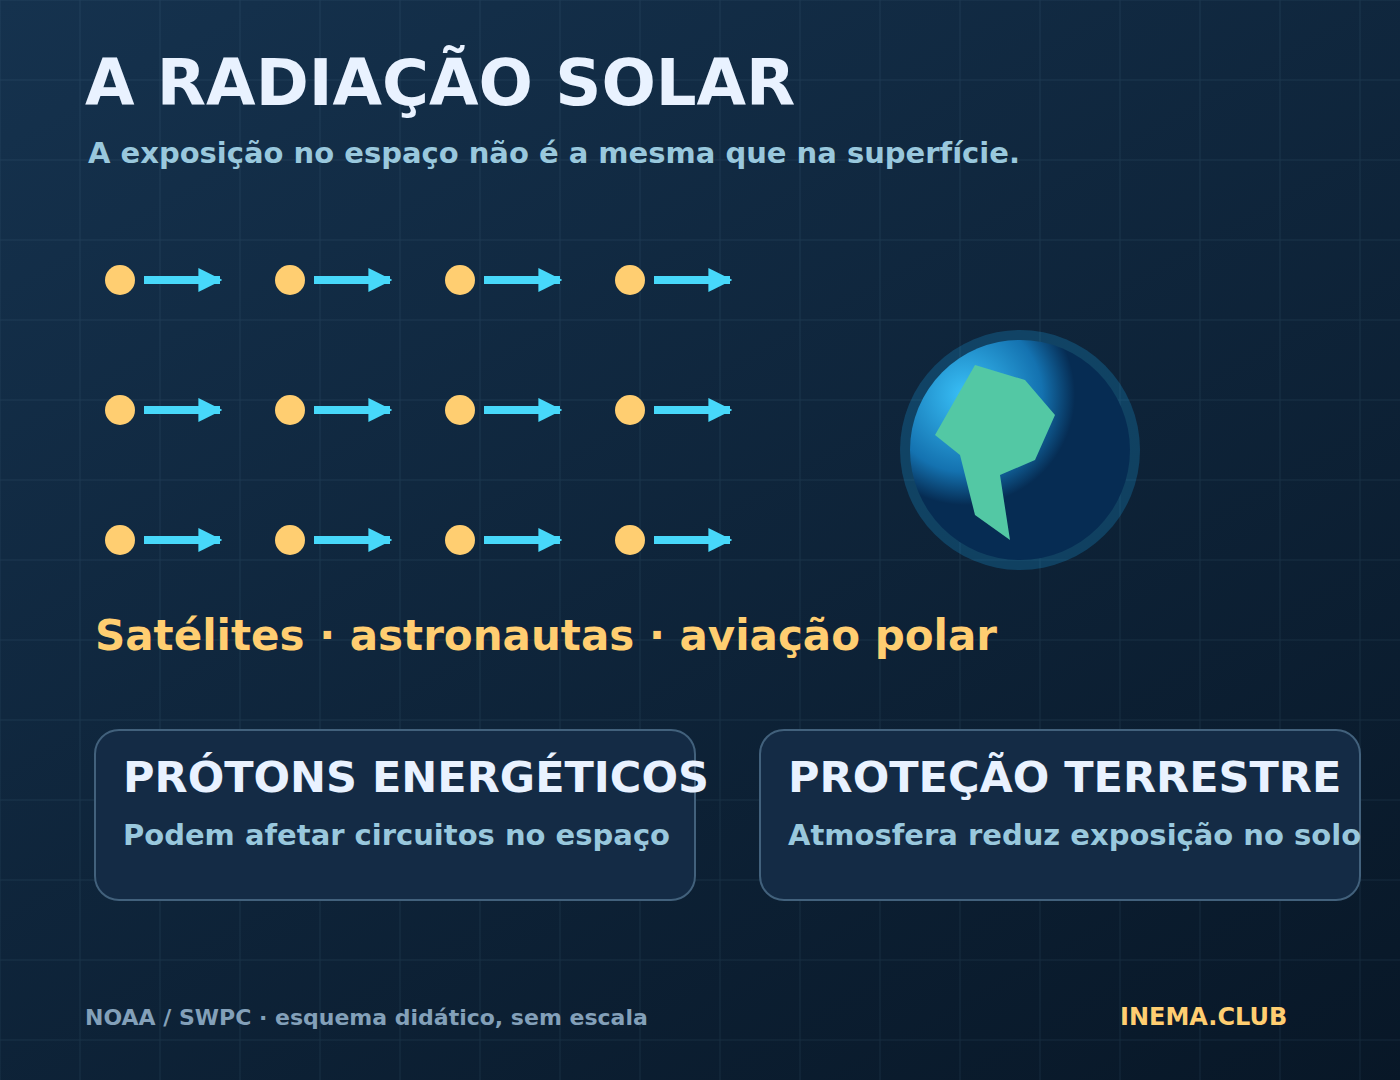 A RADIAÇÃO SOLAR
A exposição no espaço não é a mesma que na superfície.
Satélites · astronautas · aviação polar
PRÓTONS ENERGÉTICOS
Podem afetar circuitos no espaço
PROTEÇÃO TERRESTRE
Atmosfera reduz exposição no solo
NOAA / SWPC · esquema didático, sem escala
INEMA.CLUB